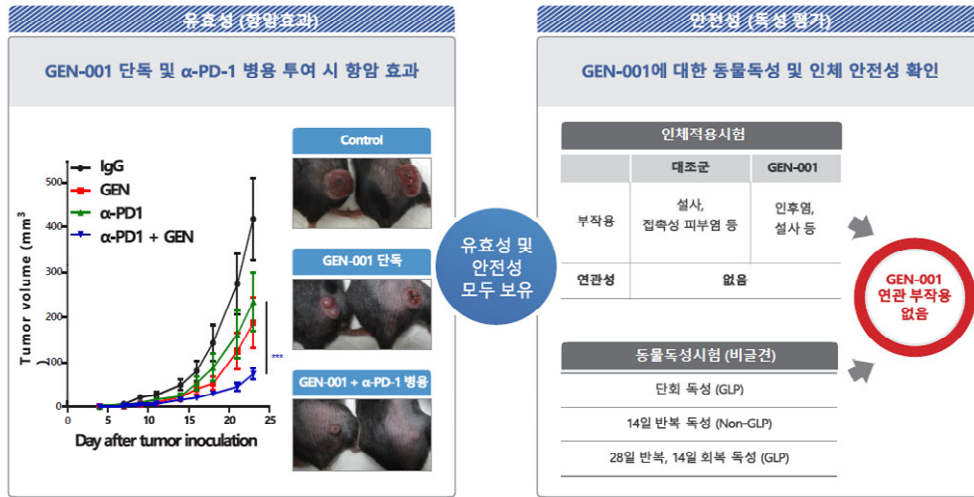 유효성 (항암효과)
GEN-001 단독 및 α-PD-1 병용 투여 시 항암 효과
IgG
GEN
α-PD1
α-PD1 + GEN
Tumor volume (mm³)
500
400
300
200
100
0
0
5
10
15
20
25
Day after tumor inoculation
***
Control
GEN-001 단독
GEN-001 + α-PD-1 병용
유효성 및
안전성
모두 보유
안전성 (독성 평가)
GEN-001에 대한 동물독성 및 인체 안전성 확인
인체적용시험
대조군 GEN-001
부작용
설사,
접촉성 피부염 등
인후염,
설사 등
연관성 없음
동물독성시험 (비글견)
단회 독성 (GLP)
14일 반복 독성 (Non-GLP)
28일 반복, 14일 회복 독성 (GLP)
GEN-001
연관 부작용
없음